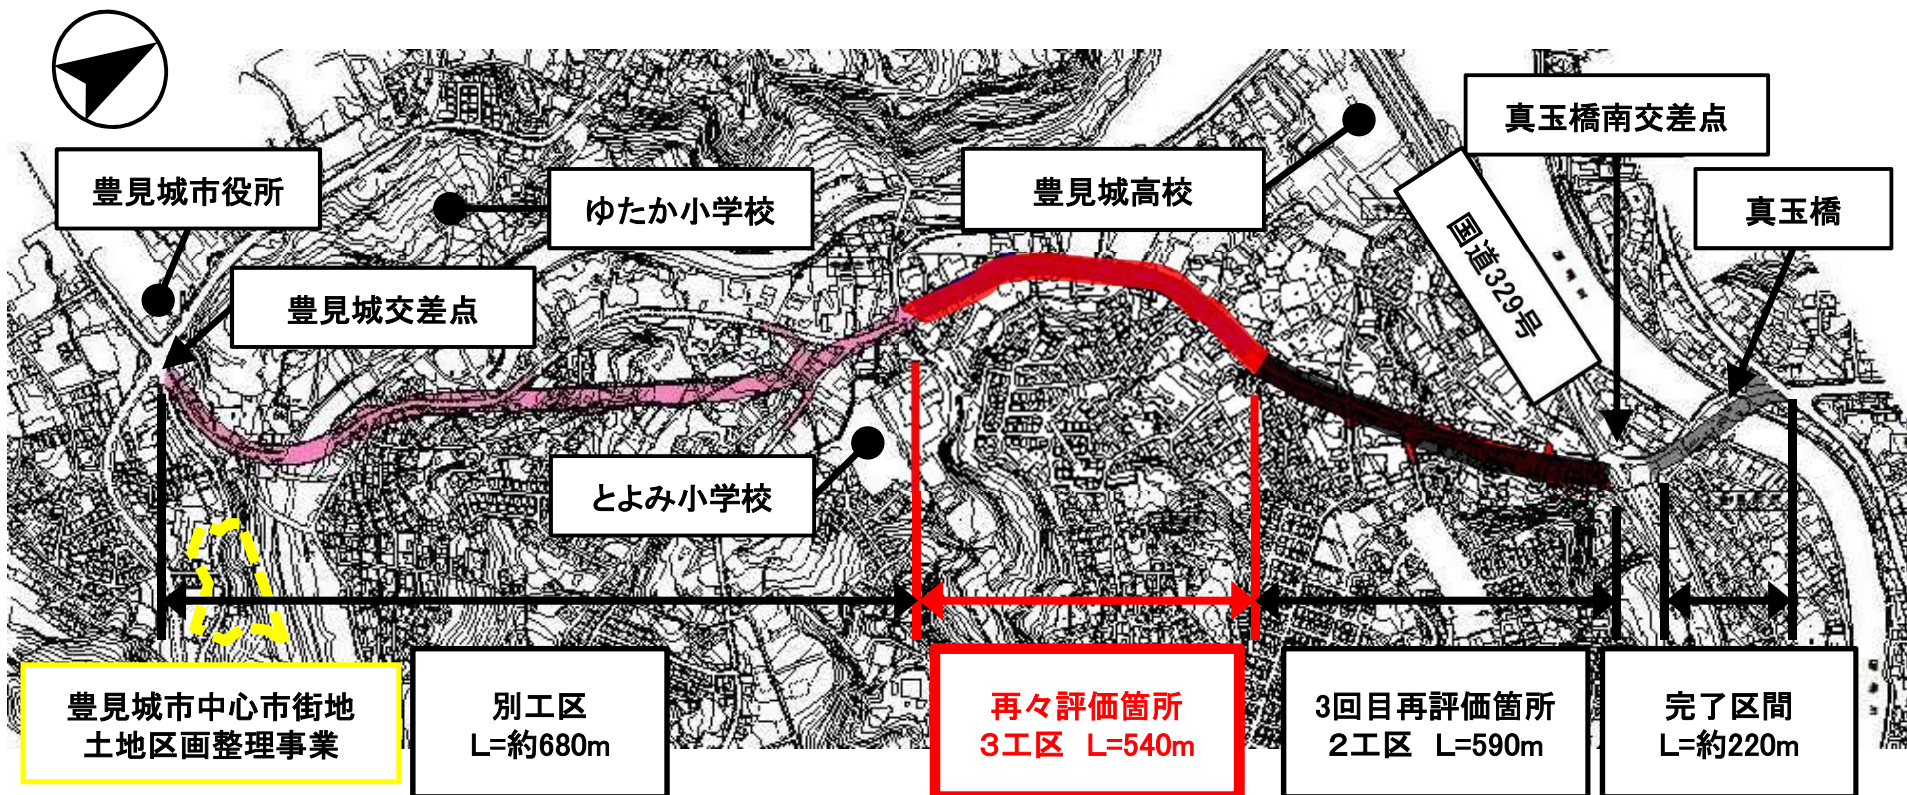 真玉橋南交差点
豊見城市役所
ゆたか小学校
豊見城高校
真玉橋
国道329号
豊見城交差点
とよみ小学校
豊見城市中心市街地
土地区画整理事業
別工区
L=約680m
再々評価箇所
3工区 L=540m
3回目再評価箇所
2工区 L=590m
完了区間
L=約220m